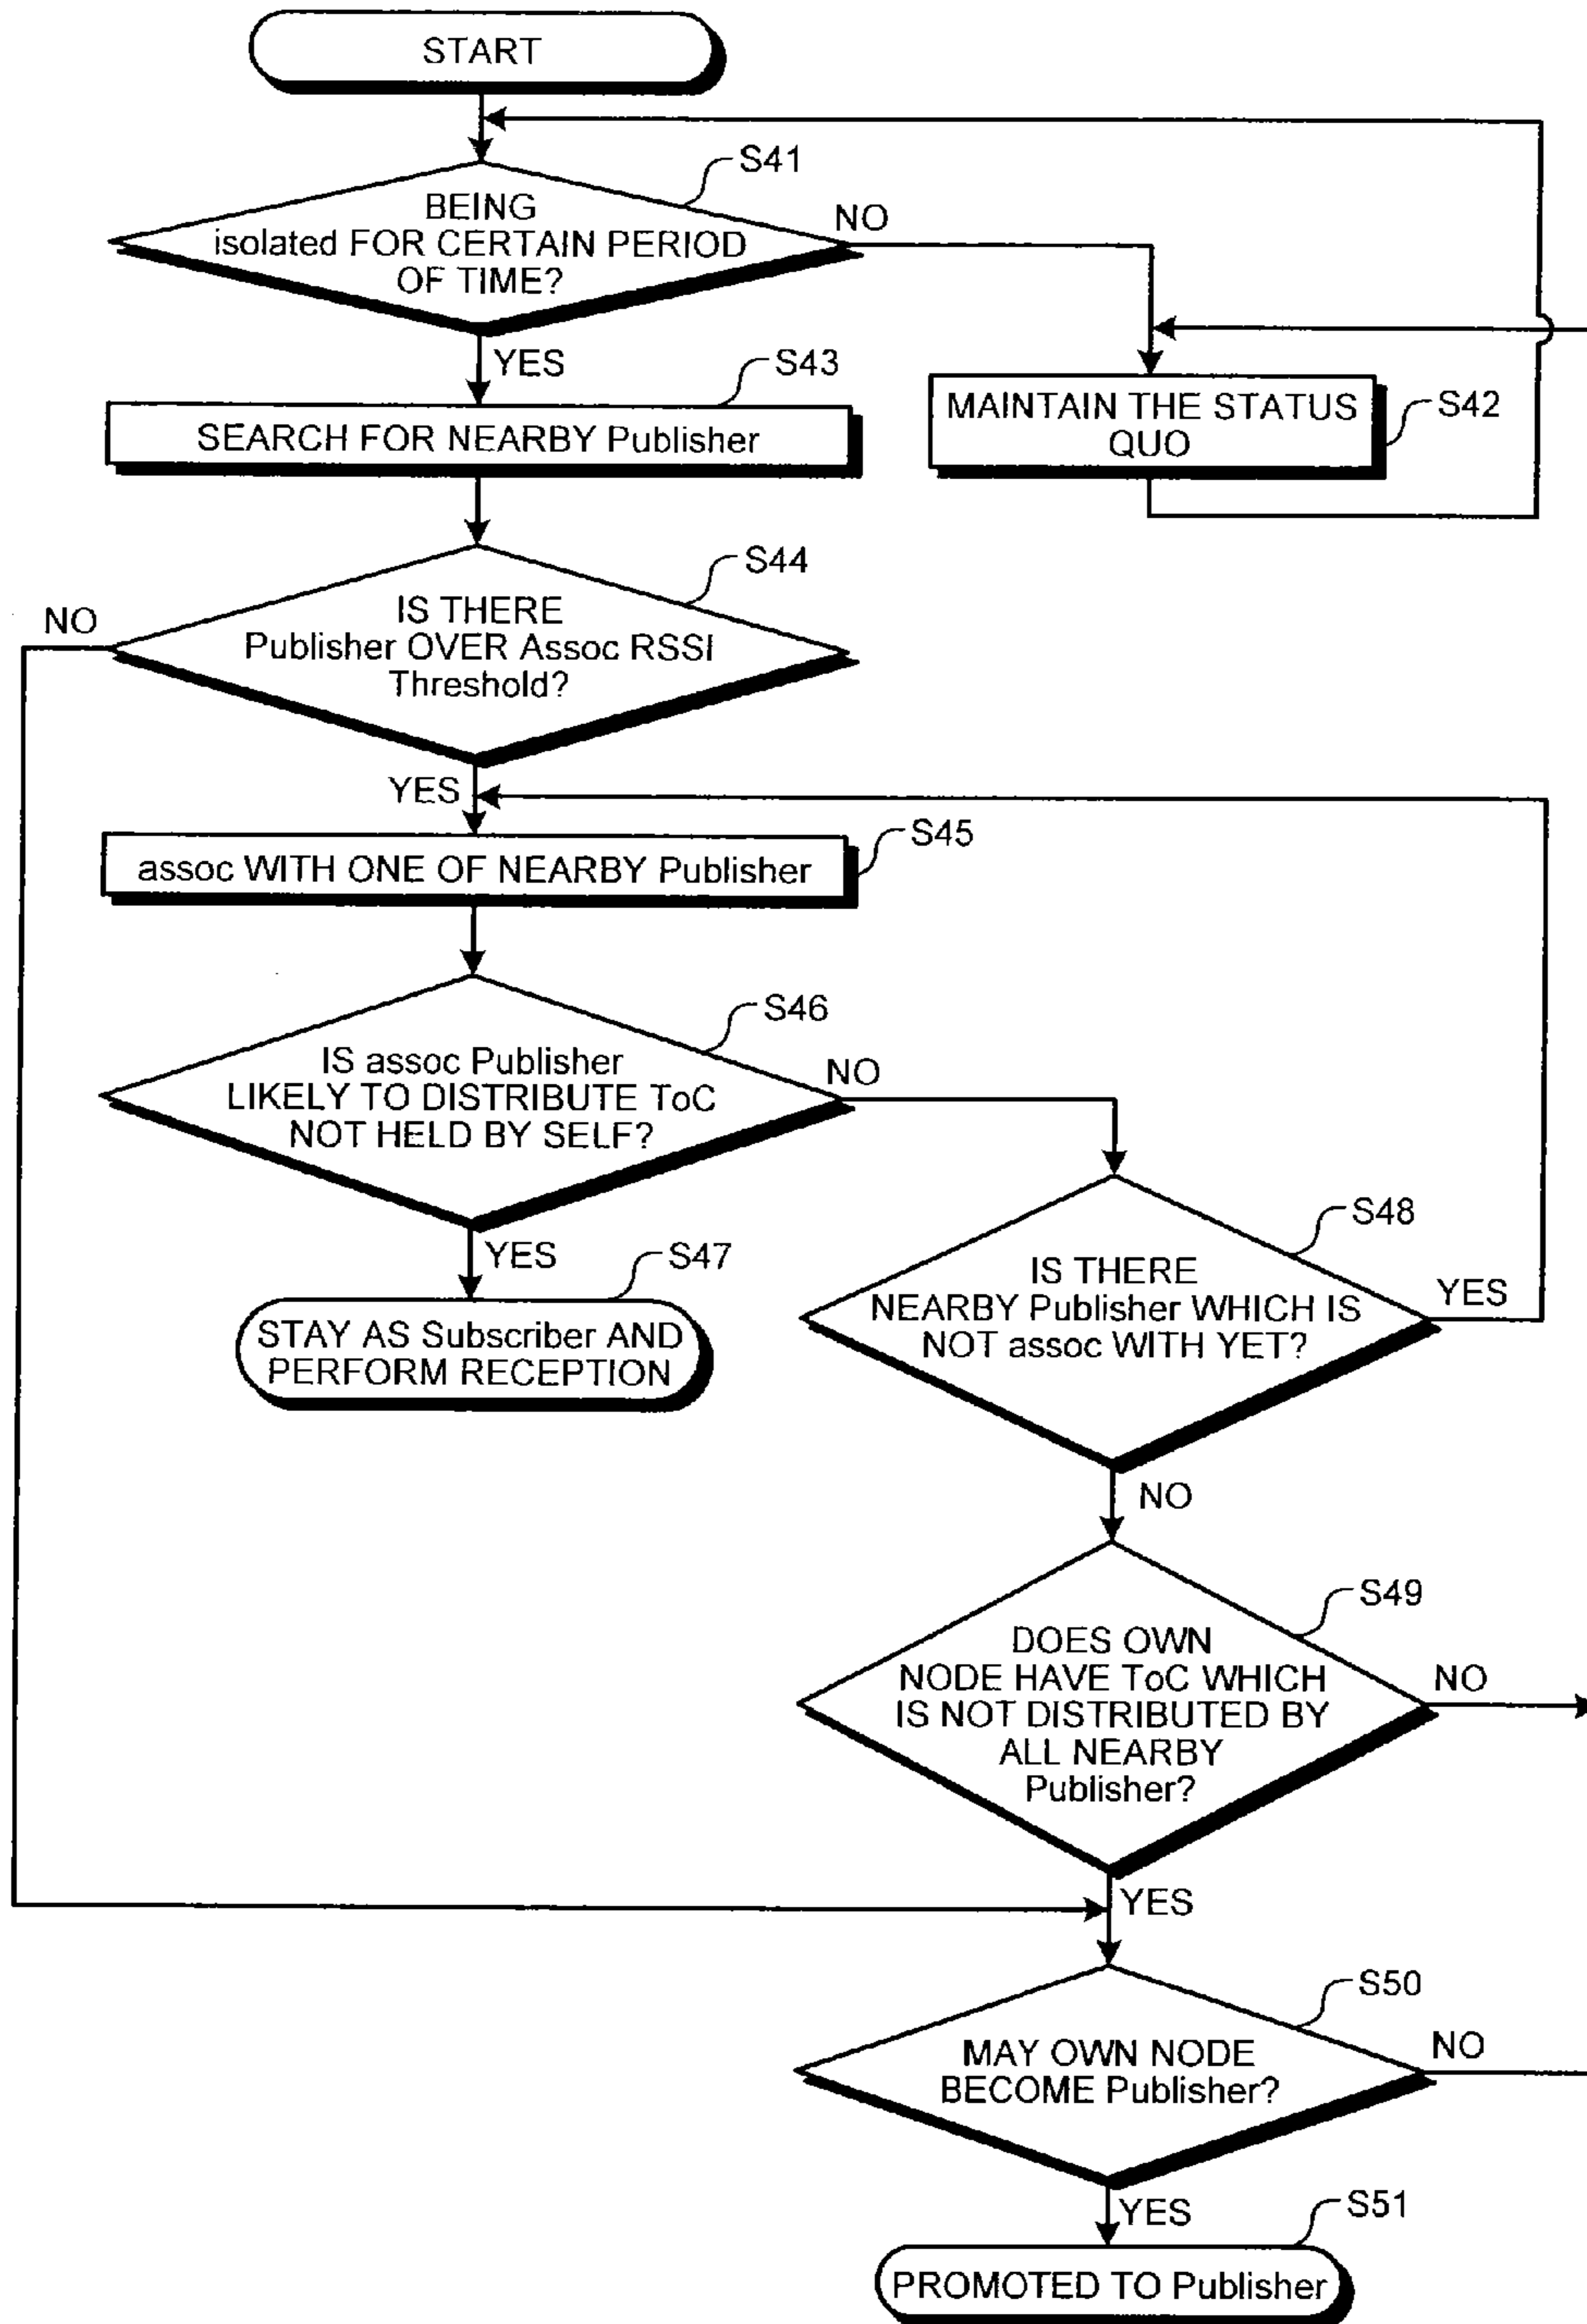 START
S41
BEING
isolated FOR CERTAIN PERIOD
OF TIME?
NO
YES
S43
SEARCH FOR NEARBY Publisher
MAINTAIN THE STATUS
QUO
S42
S44
NO
IS THERE
Publisher OVER Assoc RSSI
Threshold?
YES
S45
assoc WITH ONE OF NEARBY Publisher
S46
IS assoc Publisher
LIKELY TO DISTRIBUTE ToC
NOT HELD BY SELF?
NO
YES
S47
STAY AS Subscriber AND
PERFORM RECEPTION
S48
IS THERE
NEARBY Publisher WHICH IS
NOT assoc WITH YET?
YES
NO
S49
DOES OWN
NODE HAVE ToC WHICH
IS NOT DISTRIBUTED BY
ALL NEARBY
Publisher?
NO
YES
S50
MAY OWN NODE
BECOME Publisher?
NO
YES
S51
PROMOTED TO Publisher